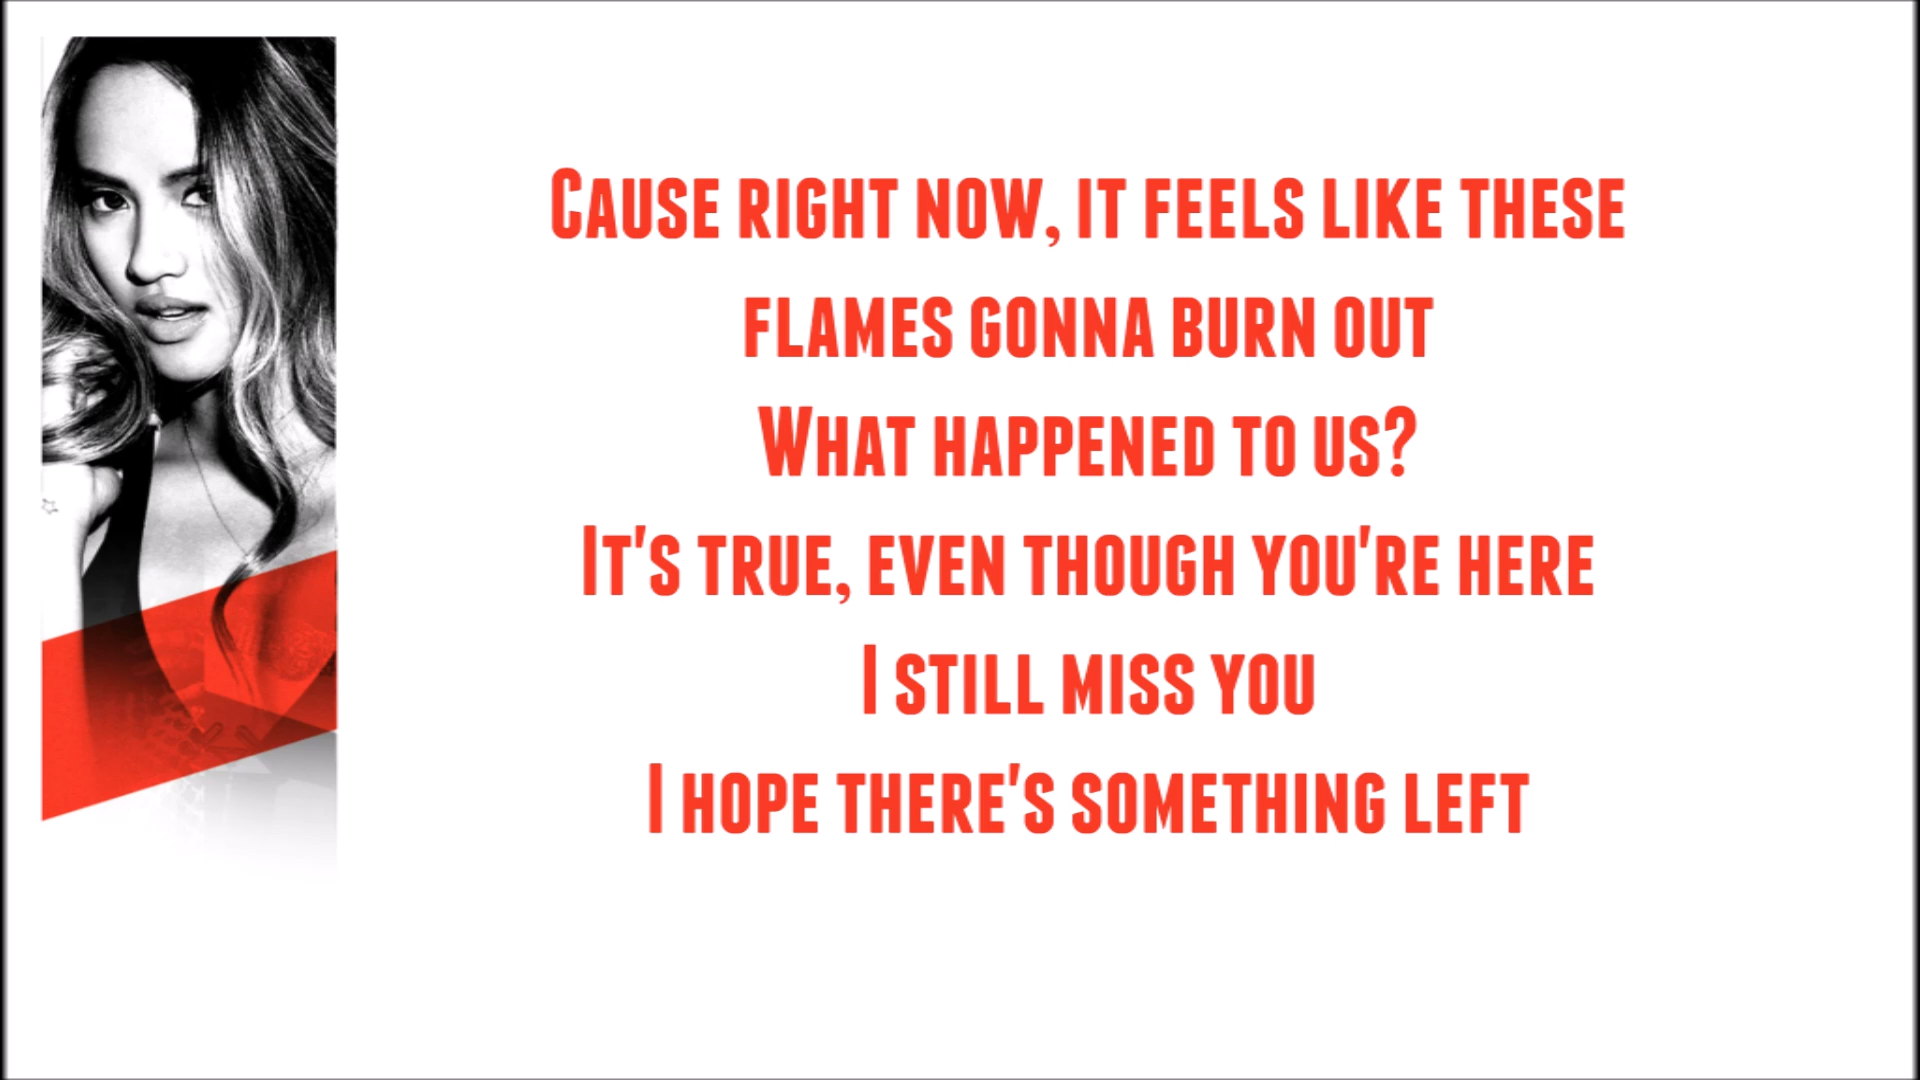 Cause right now, it feels like these
flames gonna burn out
What happened to us?
It's true, even though you're here
I still miss you
I hope there's something left